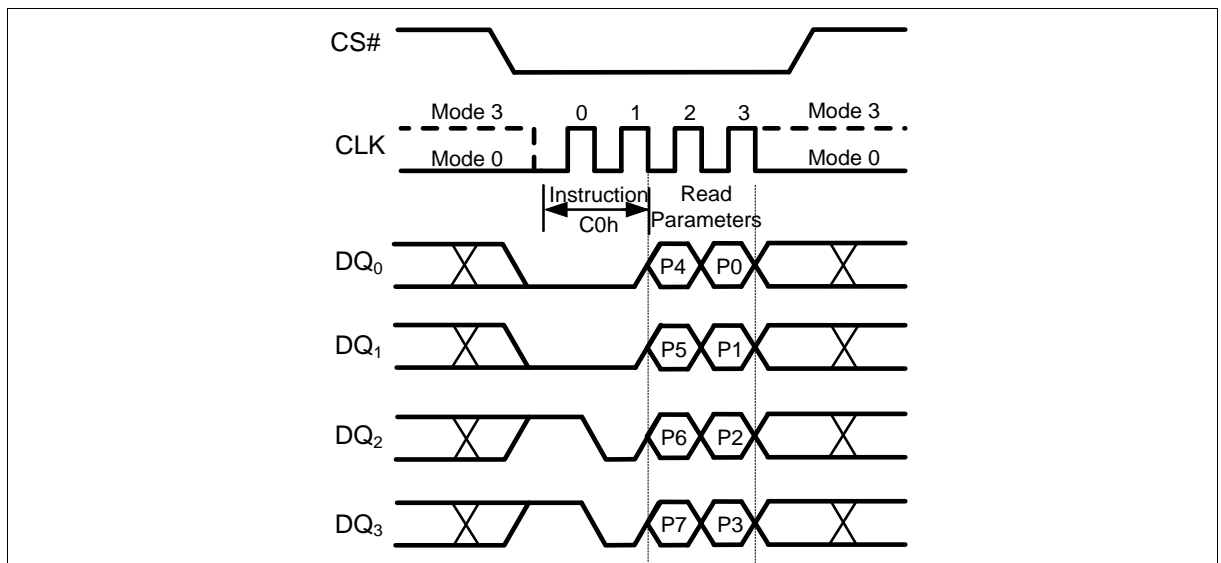 CS#
Mode 3 0 1 2 3 Mode 3
CLK
Mode 0 Mode 0
Instruction Read
C0h Parameters
DQ0 P4 P0
DQ1 P5 P1
DQ2 P6 P2
DQ3 P7 P3